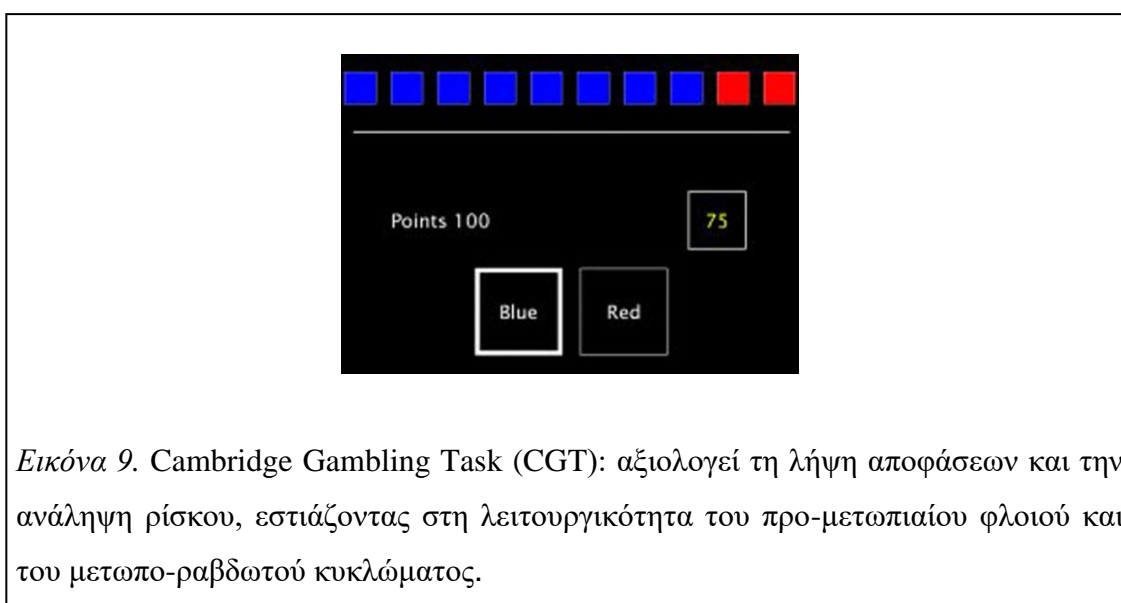 Points 100
75
Blue
Red
Εικόνα 9. Cambridge Gambling Task (CGT): αξιολογεί τη λήψη αποφάσεων και την
ανάληψη ρίσκου, εστιάζοντας στη λειτουργικότητα του προ-μετωπιαίου φλοιού και
του μετωπο-ραβδωτού κυκλώματος.